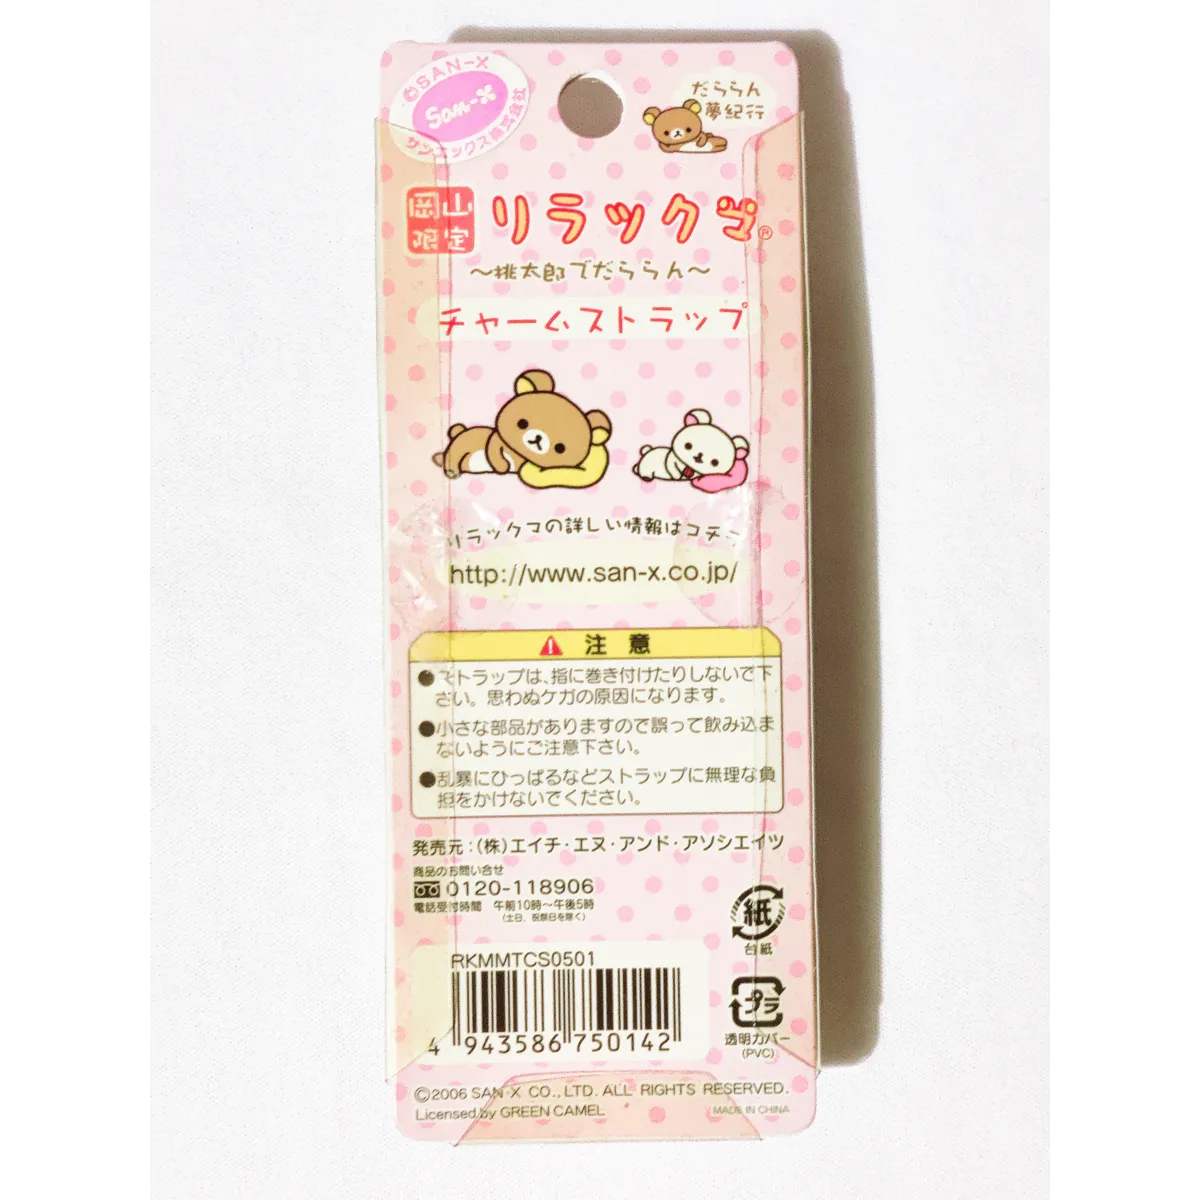 ©SAN-X
San-X
サンエックス株式会社
だららん
夢紀行
岡山
限定
リラックマ®
～桃太郎でだららん～
チャームストラップ
リラックマの詳しい情報はコチラ
http://www.san-x.co.jp/
注意
●ストラップは、指に巻き付けたりしないで下
さい。思わぬケガの原因になります。
●小さな部品がありますので誤って飲み込ま
ないようにご注意下さい。
●乱暴にひっぱるなどストラップに無理な負
担をかけないでください。
発売元：(株)エイチ・エヌ・アンド・アソシエイツ
商品のお問い合せ
0120-118906
電話受付時間 午前10時～午後5時
(土日、祝祭日を除く)
紙
台紙
RKMMTCS0501
4 943586 750142
プラ
透明カバー
(PVC)
©2006 SAN-X CO.,LTD. ALL RIGHTS RESERVED.
Licensed by GREEN CAMEL
MADE IN CHINA